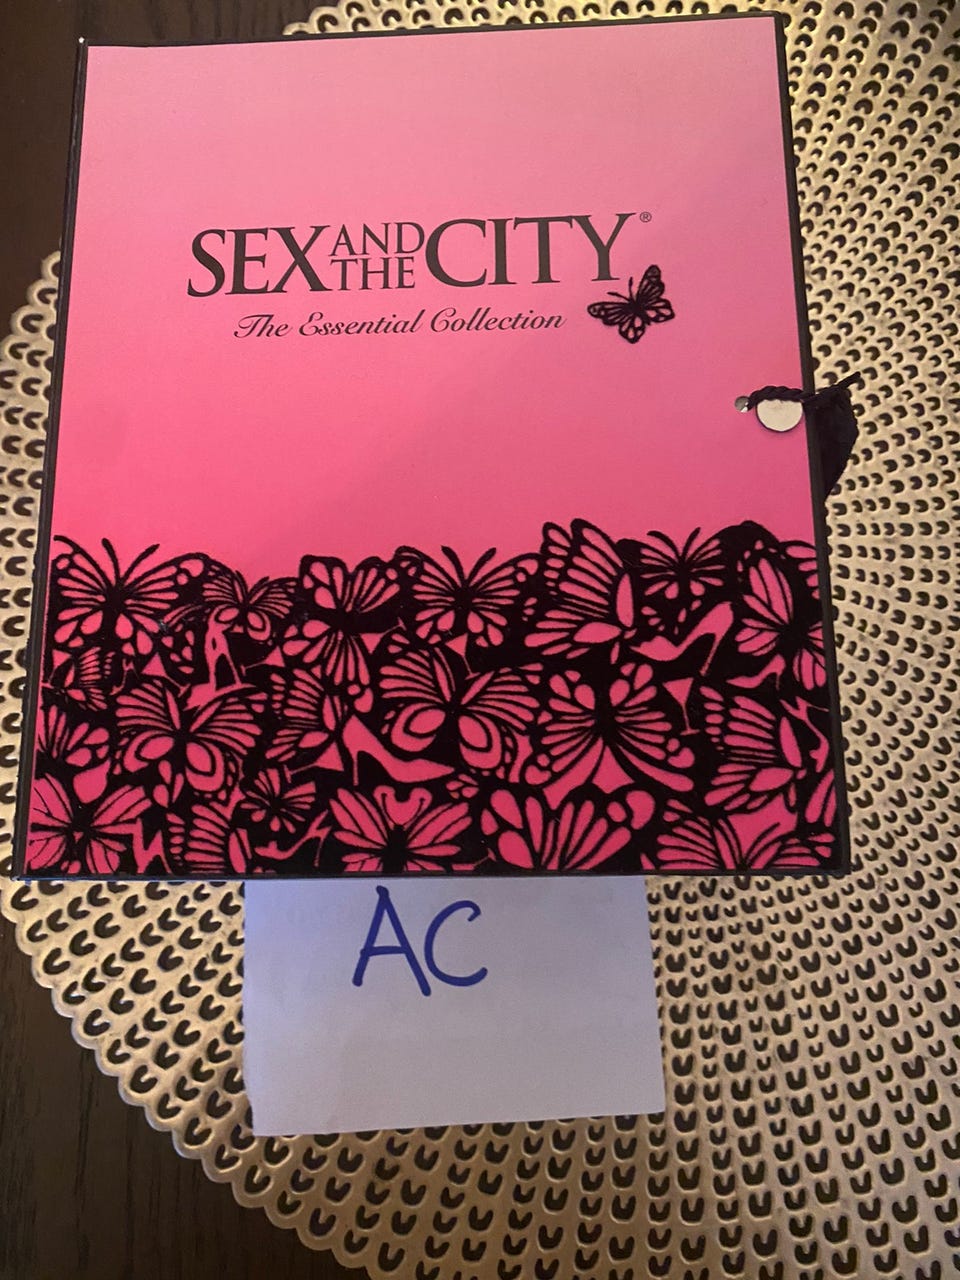 SEX AND THE CITY®
The Essential Collection
AC